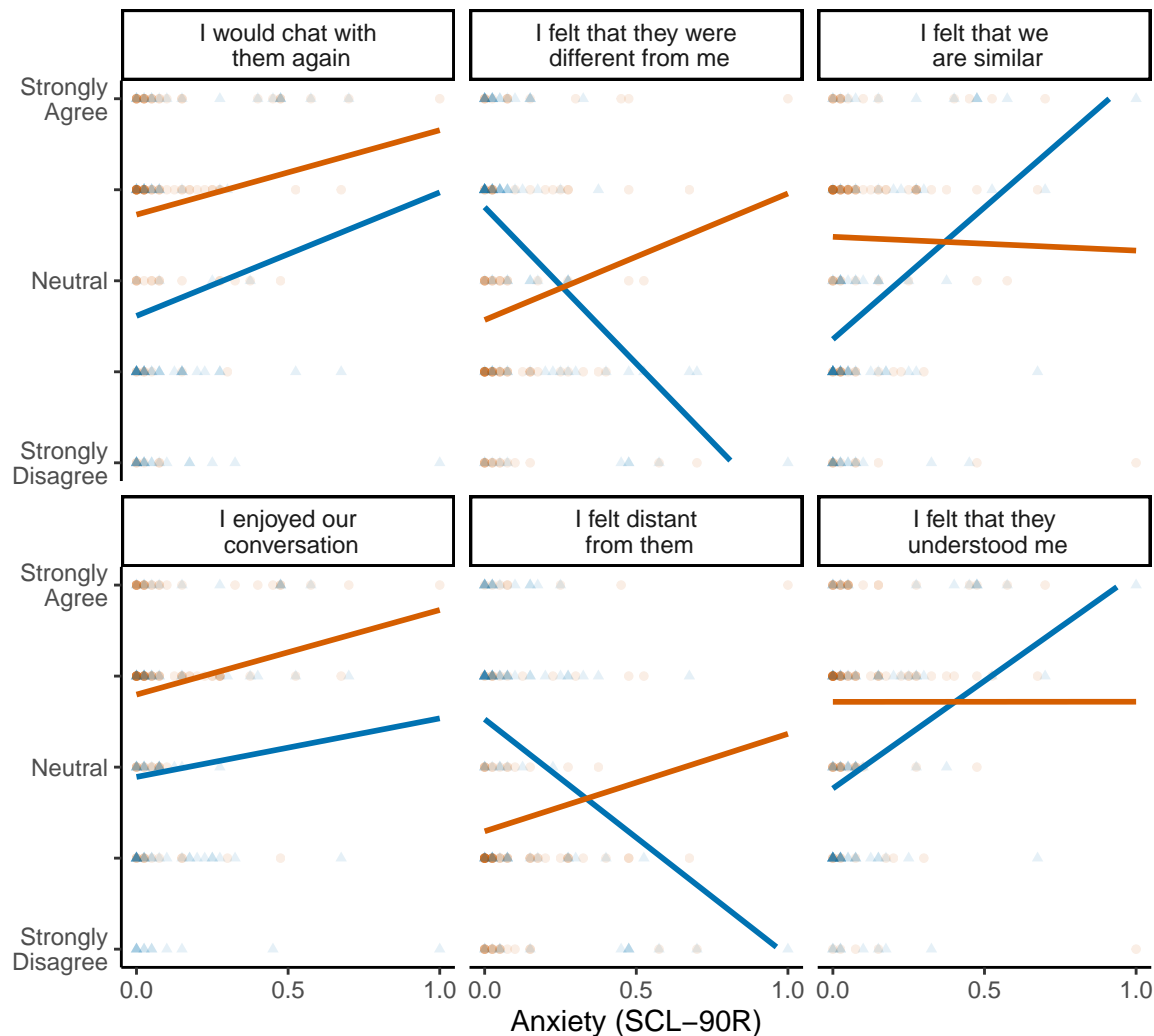 I would chat with
them again
I felt that they were
different from me
I felt that we
are similar
Strongly
Agree
Neutral
Strongly
Disagree
I enjoyed our
conversation
I felt distant
from them
I felt that they
understood me
Strongly
Agree
Neutral
Strongly
Disagree
0.0 0.5 1.0 0.0 0.5 1.0 0.0 0.5 1.0
Anxiety (SCL−90R)